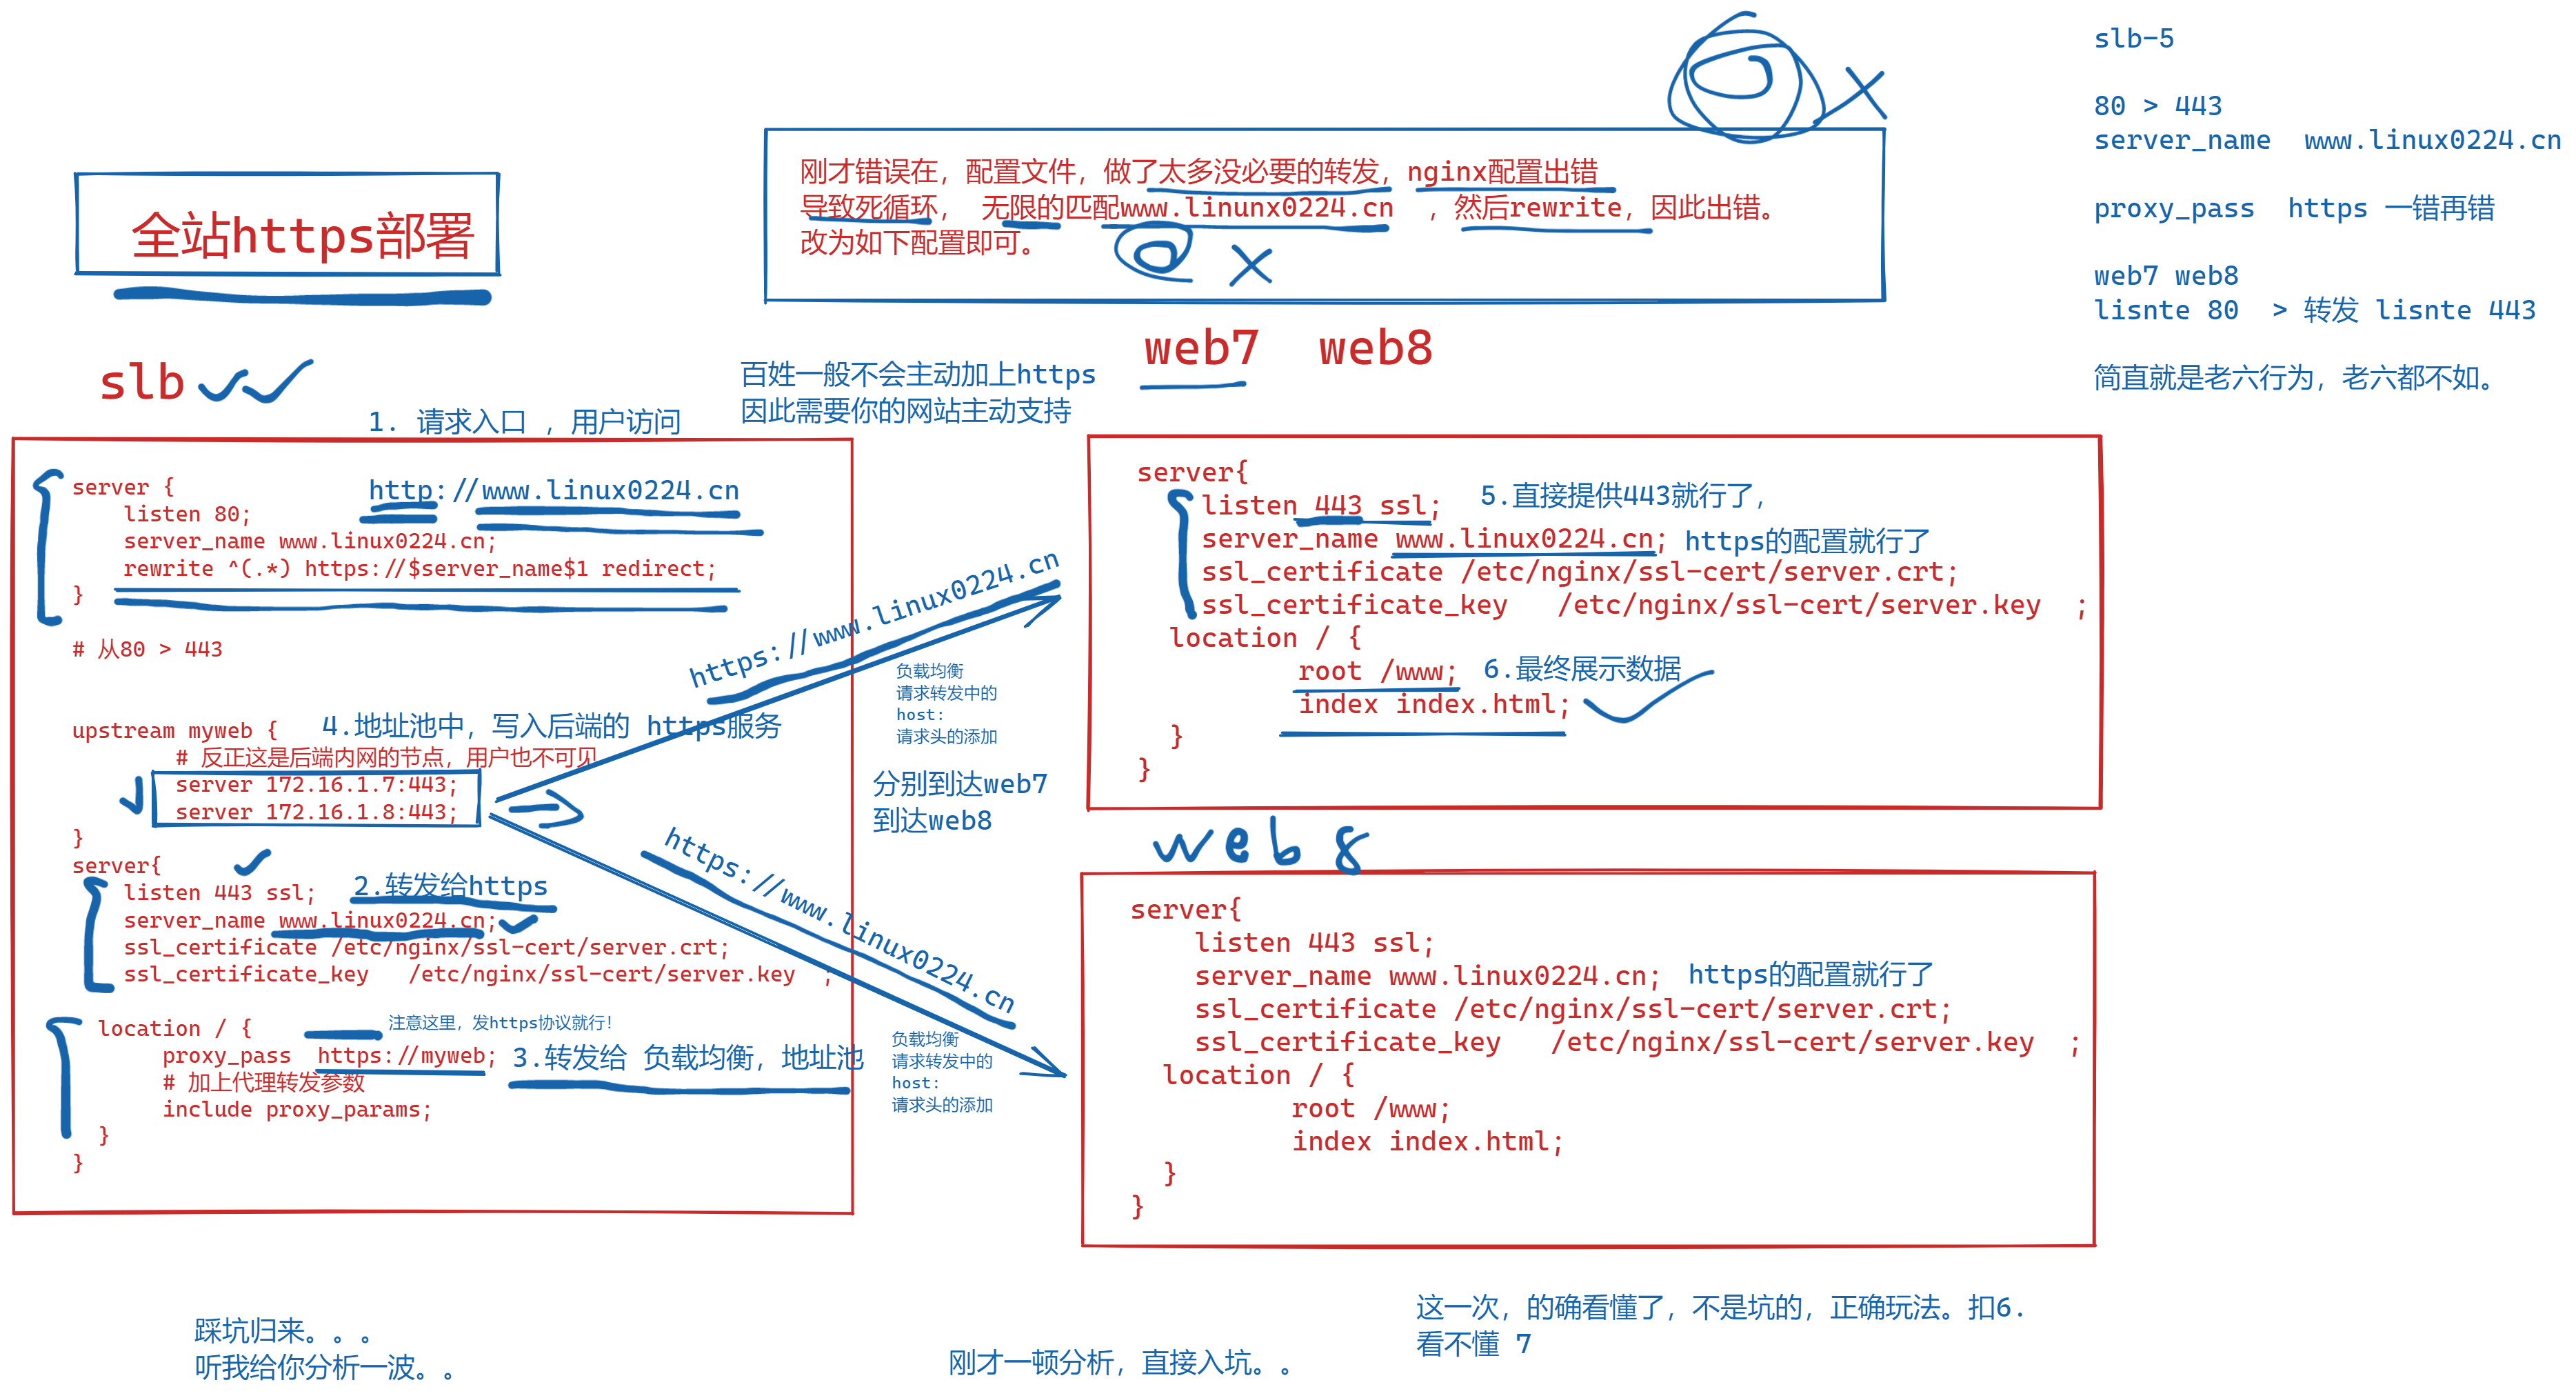 全站https部署
刚才错误在，配置文件，做了太多没必要的转发，nginx配置出错
导致死循环， 无限的匹配www.linunx0224.cn ，然后rewrite，因此出错。
改为如下配置即可。
slb-5
80 > 443
server_name www.linux0224.cn
proxy_pass https 一错再错
web7 web8
lisnte 80 > 转发 lisnte 443
简直就是老六行为，老六都不如。
slb
1. 请求入口 ，用户访问
百姓一般不会主动加上https
因此需要你的网站主动支持
web7 web8
server {
http://www.linux0224.cn
listen 80;
server_name www.linux0224.cn;
rewrite ^(.*) https://$server_name$1 redirect;
}
# 从80 > 443
upstream myweb {
4.地址池中，写入后端的 https服务
# 反正这是后端内网的节点，用户也不可见
server 172.16.1.7:443;
server 172.16.1.8:443;
}
server{
listen 443 ssl;
2.转发给https
server_name www.linux0224.cn;
ssl_certificate /etc/nginx/ssl-cert/server.crt;
ssl_certificate_key /etc/nginx/ssl-cert/server.key ;
location / {
注意这里，发https协议就行！
proxy_pass https://myweb;
3.转发给 负载均衡，地址池
# 加上代理转发参数
include proxy_params;
}
}
https://www.linux0224.cn
负载均衡
请求转发中的
host:
请求头的添加
分别到达web7
到达web8
https://www.linux0224.cn
负载均衡
请求转发中的
host:
请求头的添加
server{
listen 443 ssl;
5.直接提供443就行了，
server_name www.linux0224.cn;
https的配置就行了
ssl_certificate /etc/nginx/ssl-cert/server.crt;
ssl_certificate_key /etc/nginx/ssl-cert/server.key ;
location / {
root /www;
6.最终展示数据
index index.html;
}
}
web 8
server{
listen 443 ssl;
server_name www.linux0224.cn;
https的配置就行了
ssl_certificate /etc/nginx/ssl-cert/server.crt;
ssl_certificate_key /etc/nginx/ssl-cert/server.key ;
location / {
root /www;
index index.html;
}
}
踩坑归来。。。
听我给你分析一波。。
刚才一顿分析，直接入坑。。
这一次，的确看懂了，不是坑的，正确玩法。扣6.
看不懂 7